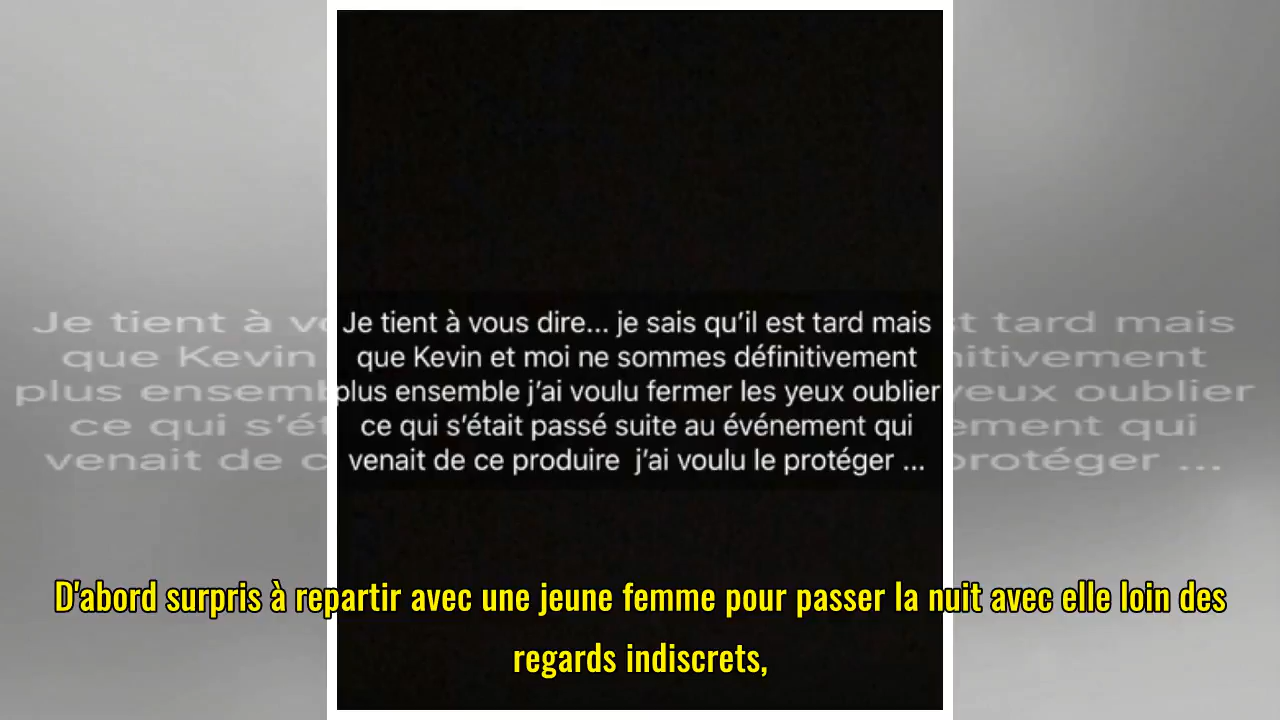 Je tient à vous dire... je sais qu'il est tard mais
que Kevin et moi ne sommes définitivement
plus ensemble j'ai voulu fermer les yeux oublier
ce qui s'était passé suite au événement qui
venait de ce produire j'ai voulu le protéger ...
D'abord surpris à repartir avec une jeune femme pour passer la nuit avec elle loin des
regards indiscrets,